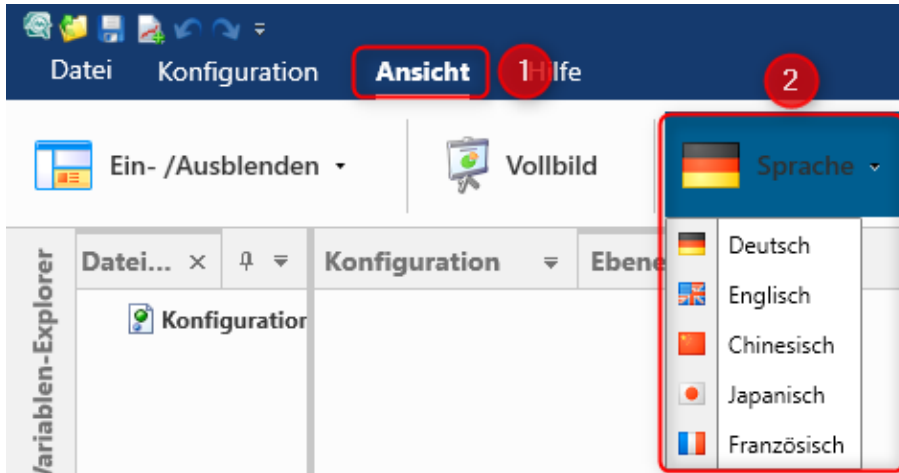 Datei Konfiguration Ansicht 1 Hilfe
2
Ein- /Ausblenden Vollbild Sprache
Variablen-Explorer
Datei... Konfiguration Ebene
Konfiguration
Deutsch
Englisch
Chinesisch
Japanisch
Französisch